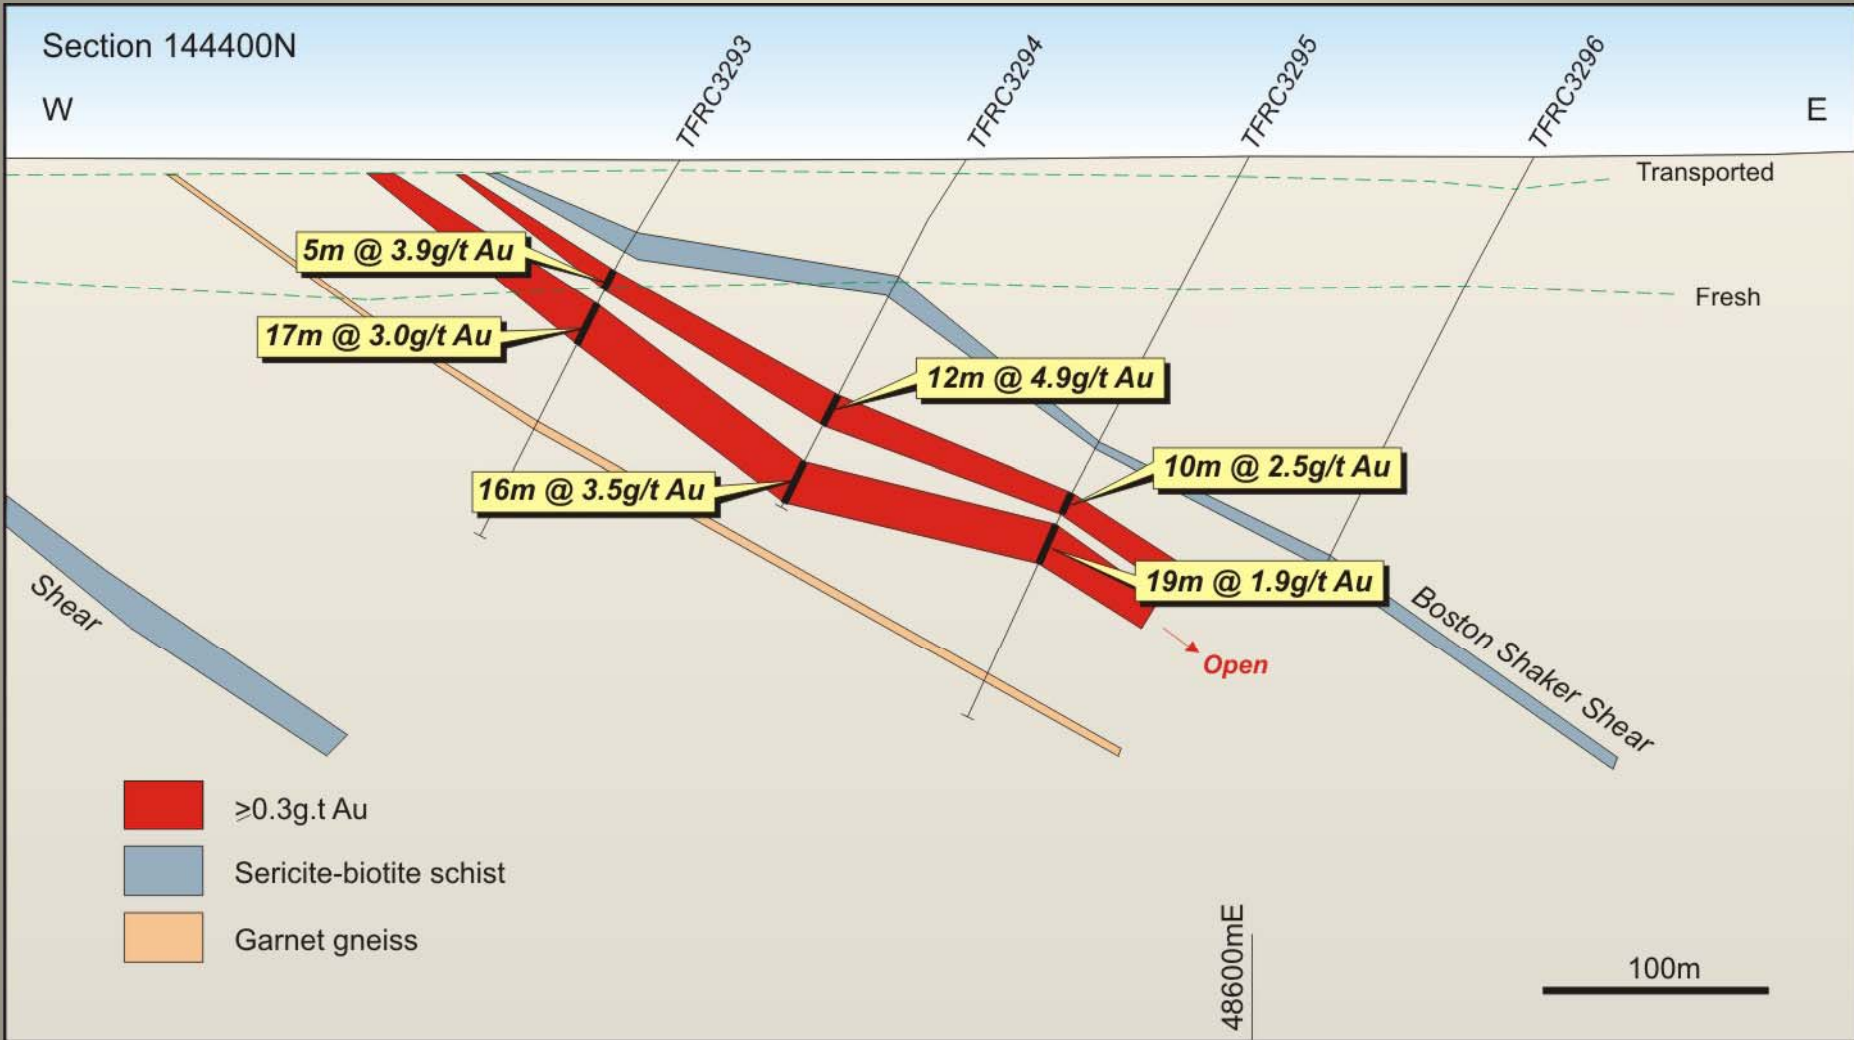 Section 144400N
W
E
TFRC3293
TFRC3294
TFRC3295
TFRC3296
Transported
Fresh
5m @ 3.9g/t Au
17m @ 3.0g/t Au
12m @ 4.9g/t Au
10m @ 2.5g/t Au
16m @ 3.5g/t Au
19m @ 1.9g/t Au
Open
Shear
Boston Shaker Shear
≥0.3g.t Au
Sericite-biotite schist
Garnet gneiss
48600mE
100m